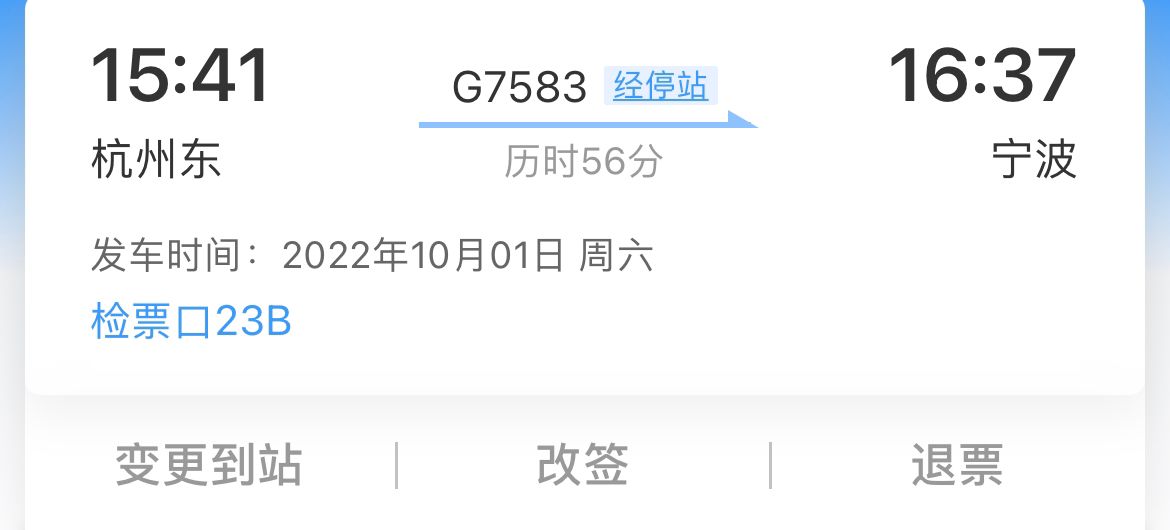 15:41 G7583 经停站 16:37
杭州东 历时56分 宁波
发车时间：2022年10月01日 周六
检票口23B
变更到站 改签 退票